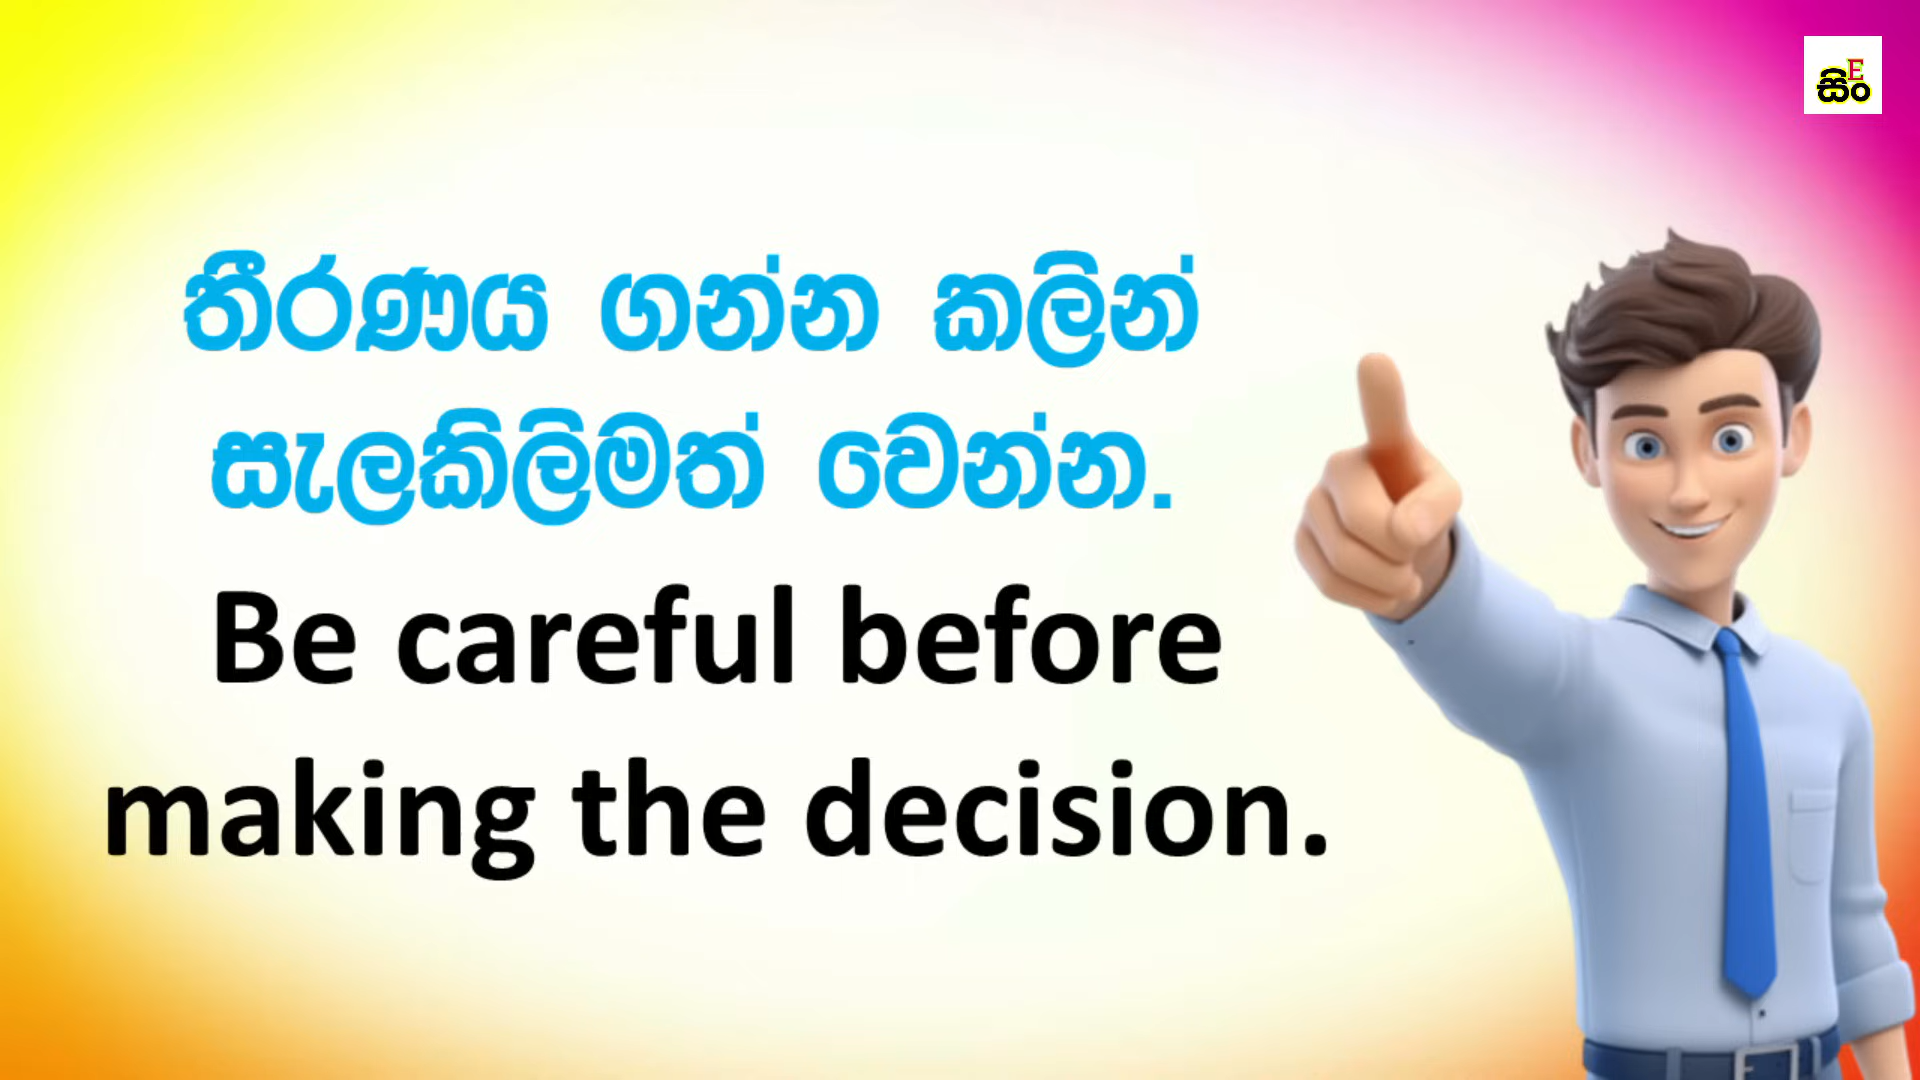 E
සිං
තීරණය ගන්න කලින්
සැලකිලිමත් වෙන්න.
Be careful before
making the decision.